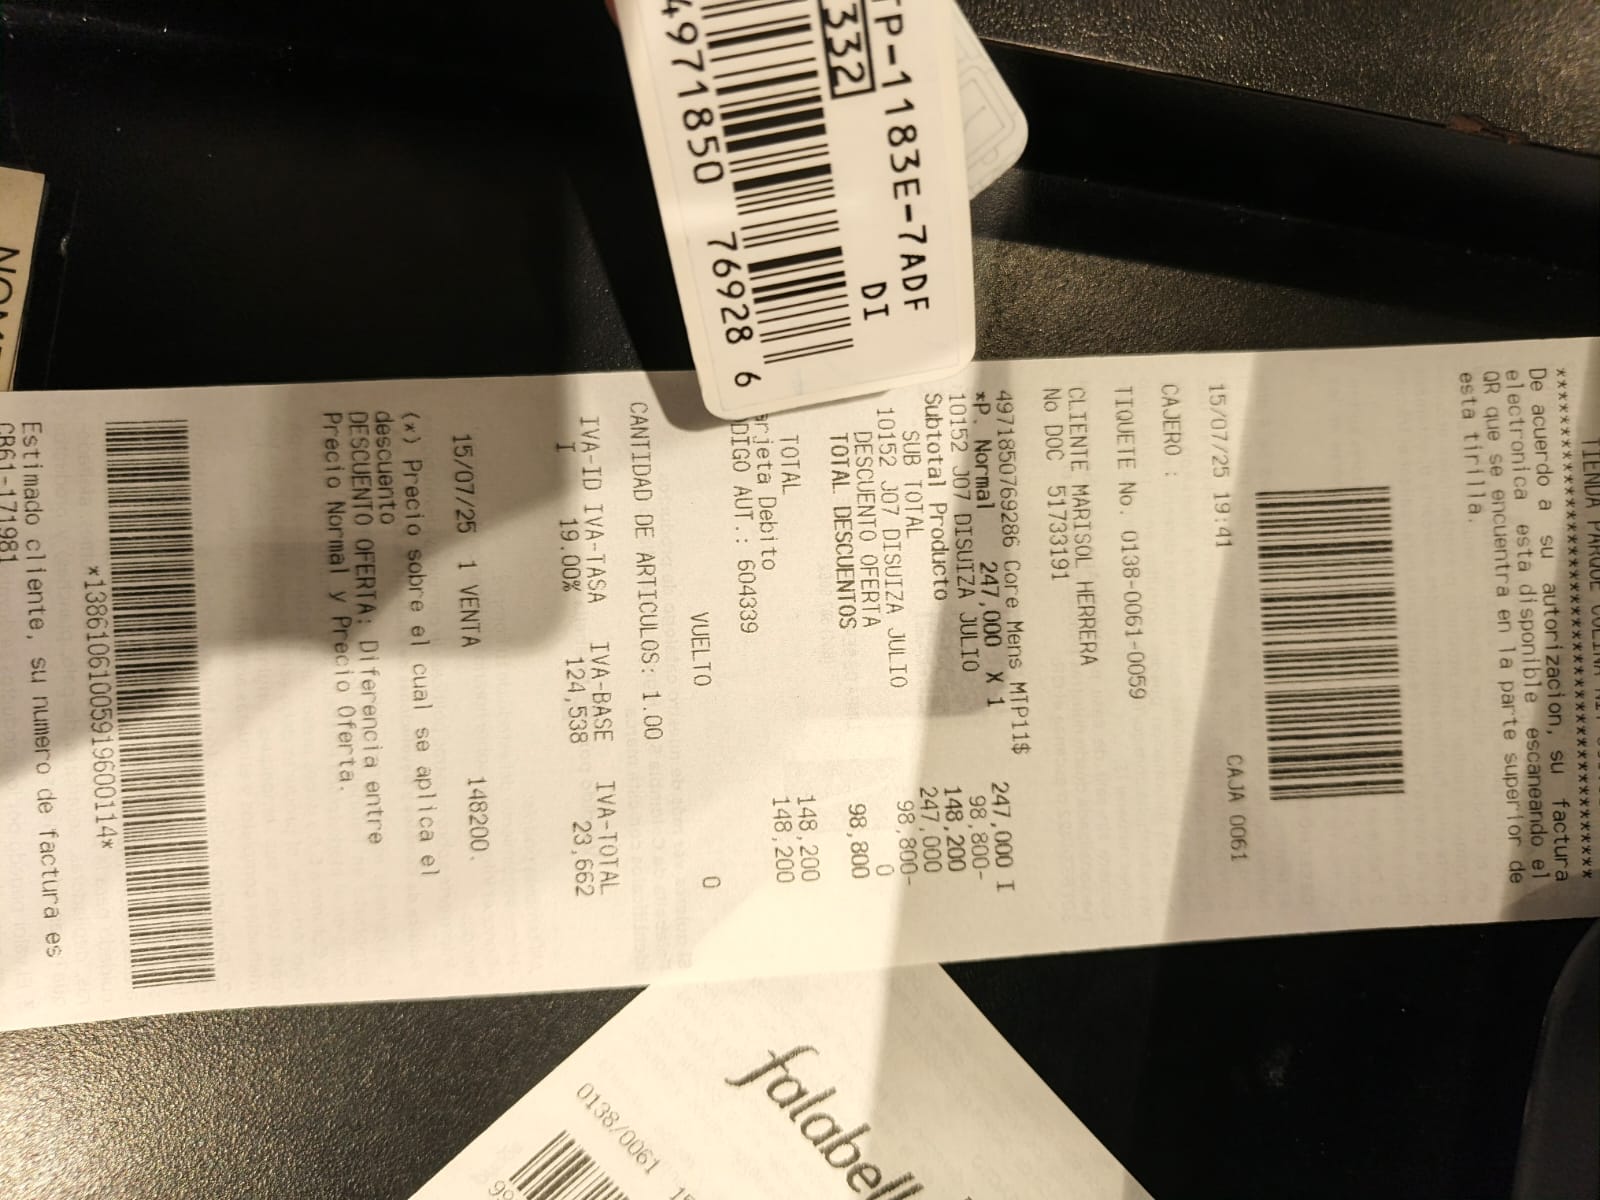 TP-1183E-7ADF
332 DI
4971850 76928 6
TIENDA PARQUE COLINA
********************************
De acuerdo a su autorizacion, su factura
electronica esta disponible escaneando el
QR que se encuentra en la parte superior de
esta tirilla.
15/07/25 19:41 CAJA 0061
CAJERO :
TIQUETE No. 0138-0061-0059
CLIENTE MARISOL HERRERA
No DOC 51733191
4971850769286 Core Mens MTP11$ 247,000 I
*P. Normal 247,000 X 1 98,800-
10152 J07 DISUIZA JULIO 148,200
Subtotal Producto 247,000
SUB TOTAL 98,800-
10152 J07 DISUIZA JULIO 0
DESCUENTO OFERTA 98,800
TOTAL DESCUENTOS
TOTAL 148,200
arjeta Debito 148,200
DIGO AUT.: 604339
VUELTO 0
CANTIDAD DE ARTICULOS: 1.00
IVA-ID IVA-TASA IVA-BASE IVA-TOTAL
I 19.00% 124,538 23,662
15/07/25 1 VENTA 148200.
(*) Precio sobre el cual se aplica el
descuento
DESCUENTO OFERTA: Diferencia entre
Precio Normal y Precio Oferta.
*138610610059196001l4*
Estimado cliente, su numero de factura es
CB61-171981
falabell
0138/0061